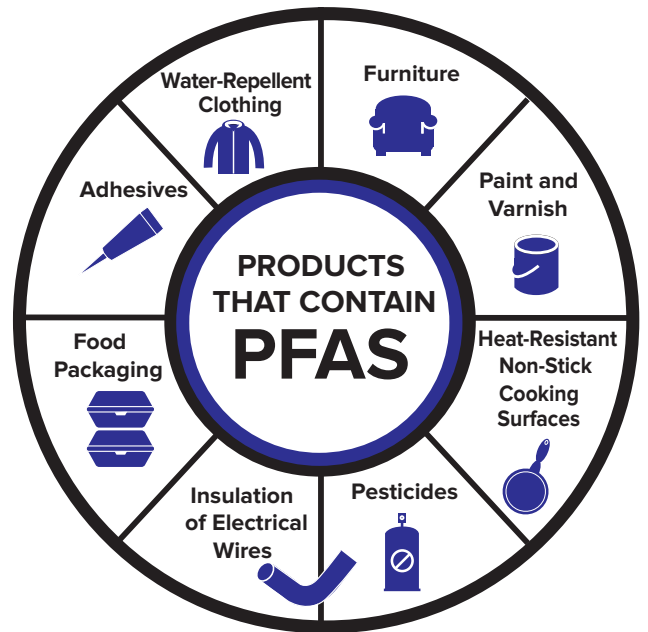 PRODUCTS
THAT CONTAIN
PFAS
Furniture
Paint and
Varnish
Heat-Resistant
Non-Stick
Cooking
Surfaces
Pesticides
Insulation
of Electrical
Wires
Food
Packaging
Adhesives
Water-Repellent
Clothing